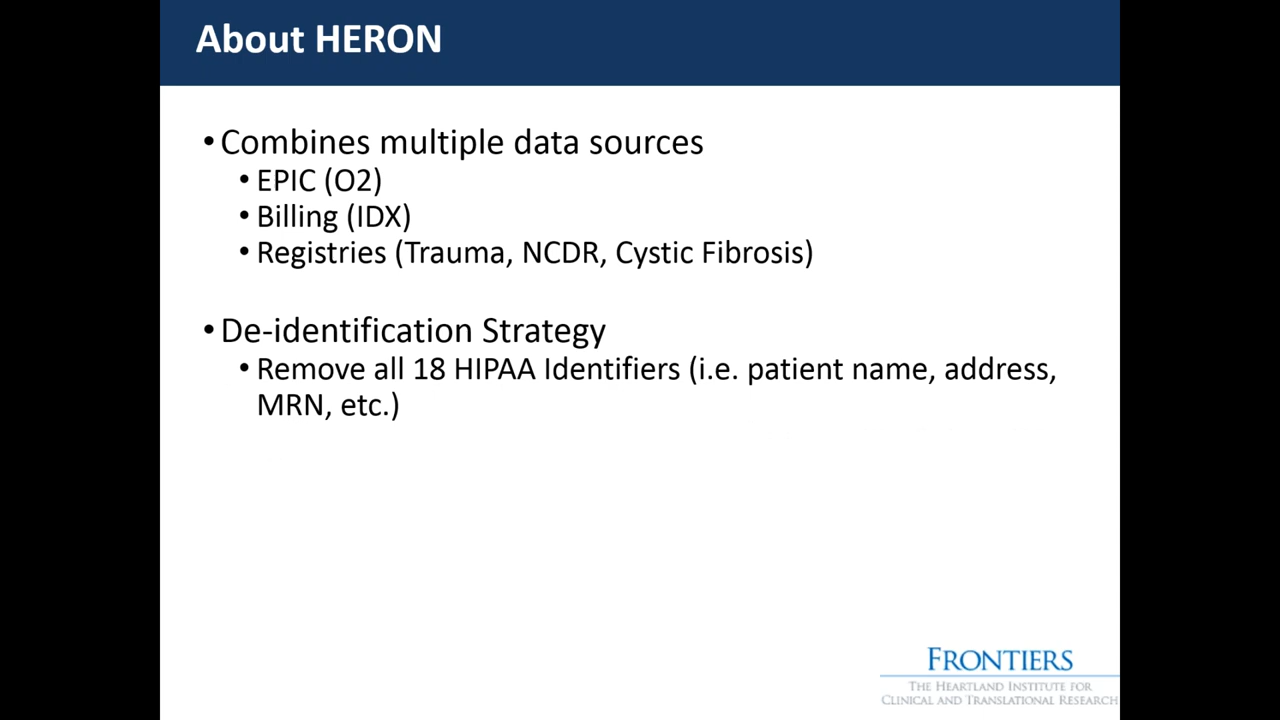 About HERON
• Combines multiple data sources
• EPIC (O2)
• Billing (IDX)
• Registries (Trauma, NCDR, Cystic Fibrosis)
• De-identification Strategy
• Remove all 18 HIPAA Identifiers (i.e. patient name, address,
MRN, etc.)
FRONTIERS
THE HEARTLAND INSTITUTE FOR
CLINICAL AND TRANSLATIONAL RESEARCH